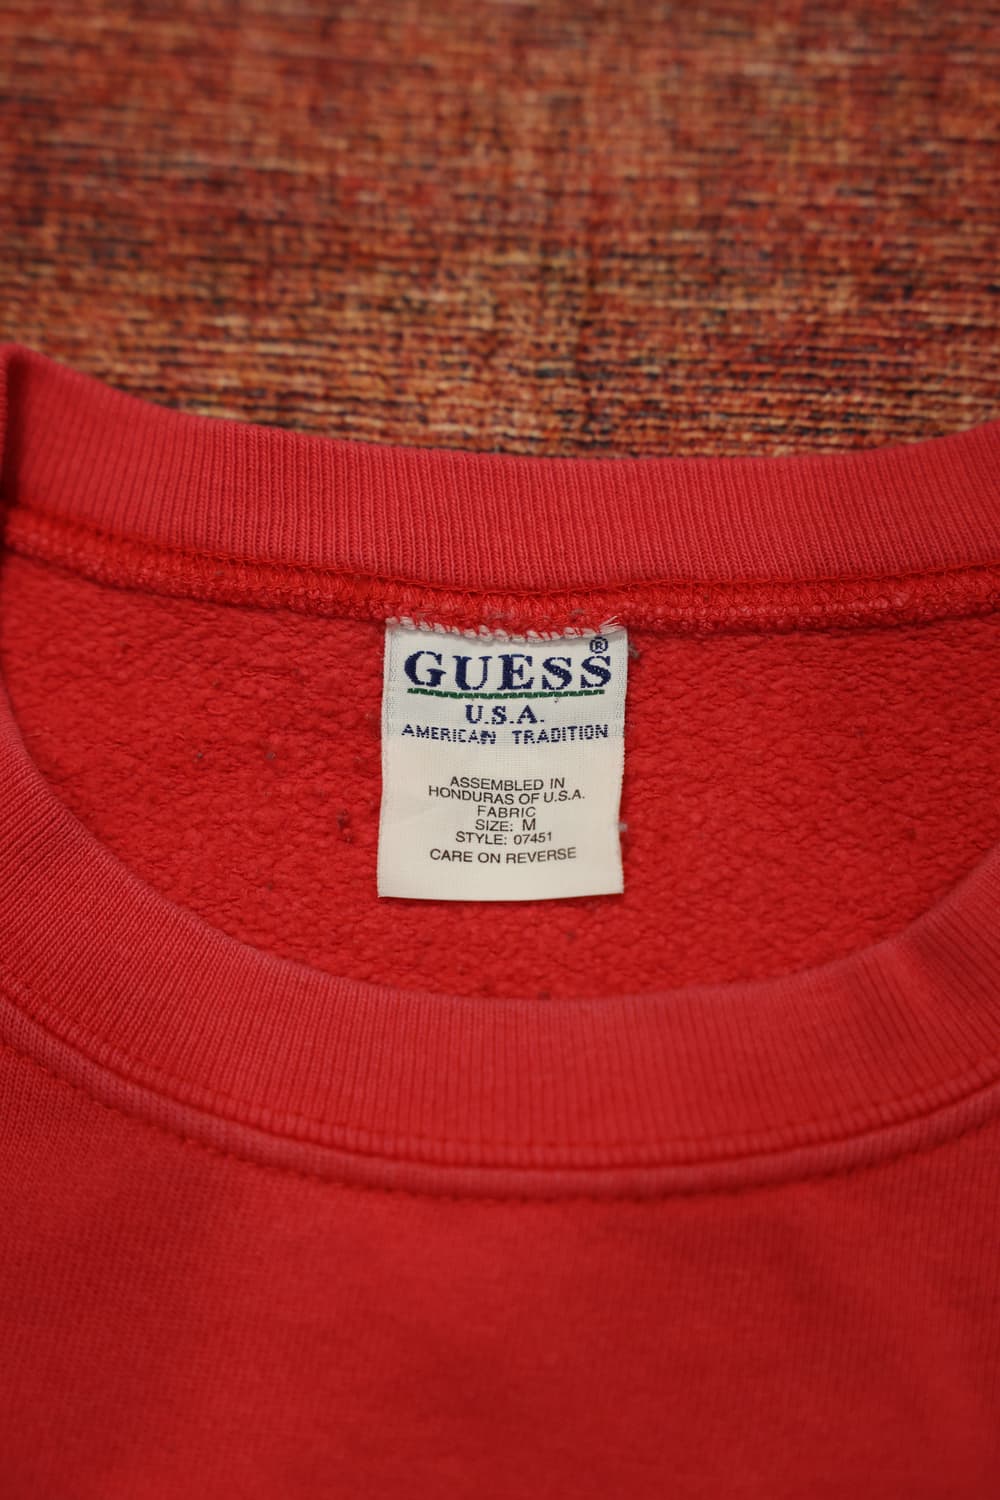 GUESS®
U.S.A.
AMERICAN TRADITION
ASSEMBLED IN
HONDURAS OF U.S.A.
FABRIC
SIZE: M
STYLE: 07451
CARE ON REVERSE